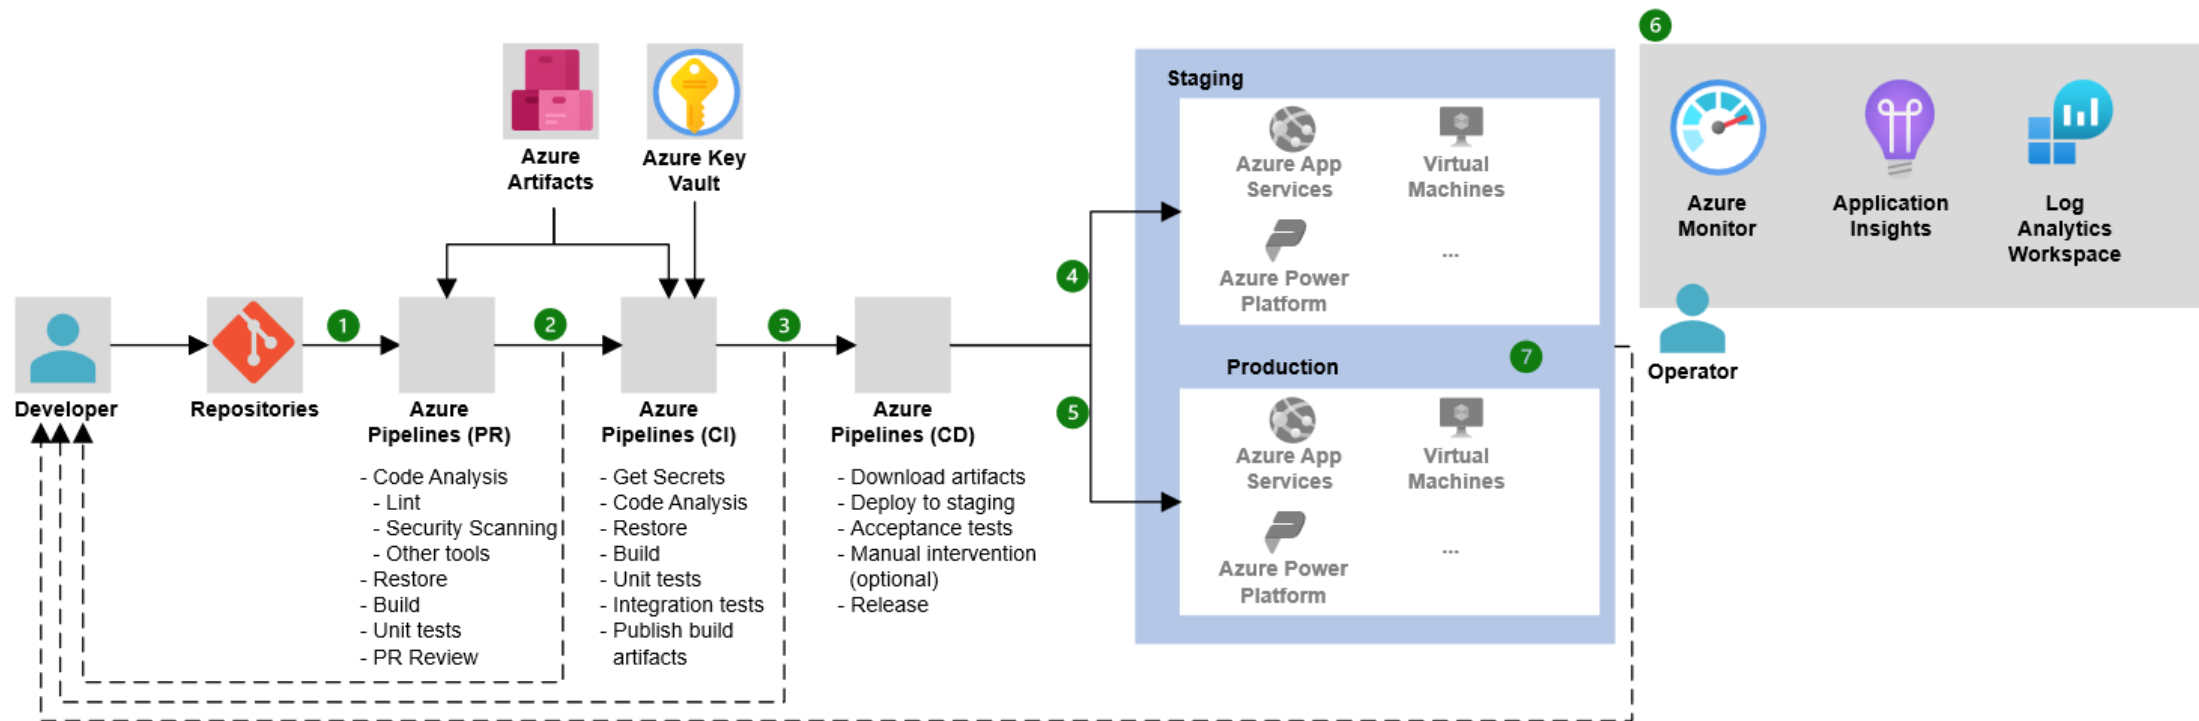 6
Staging
Azure App
Services
Virtual
Machines
Azure Power
Platform
...
Azure
Monitor
Application
Insights
Log
Analytics
Workspace
Azure
Artifacts
Azure Key
Vault
4
1
2
3
Operator
Production
7
5
Developer
Repositories
Azure
Pipelines (PR)
- Code Analysis
- Lint
- Security Scanning
- Other tools
- Restore
- Build
- Unit tests
- PR Review
Azure
Pipelines (CI)
- Get Secrets
- Code Analysis
- Restore
- Build
- Unit tests
- Integration tests
- Publish build
artifacts
Azure
Pipelines (CD)
- Download artifacts
- Deploy to staging
- Acceptance tests
- Manual intervention
(optional)
- Release
Azure App
Services
Virtual
Machines
Azure Power
Platform
...